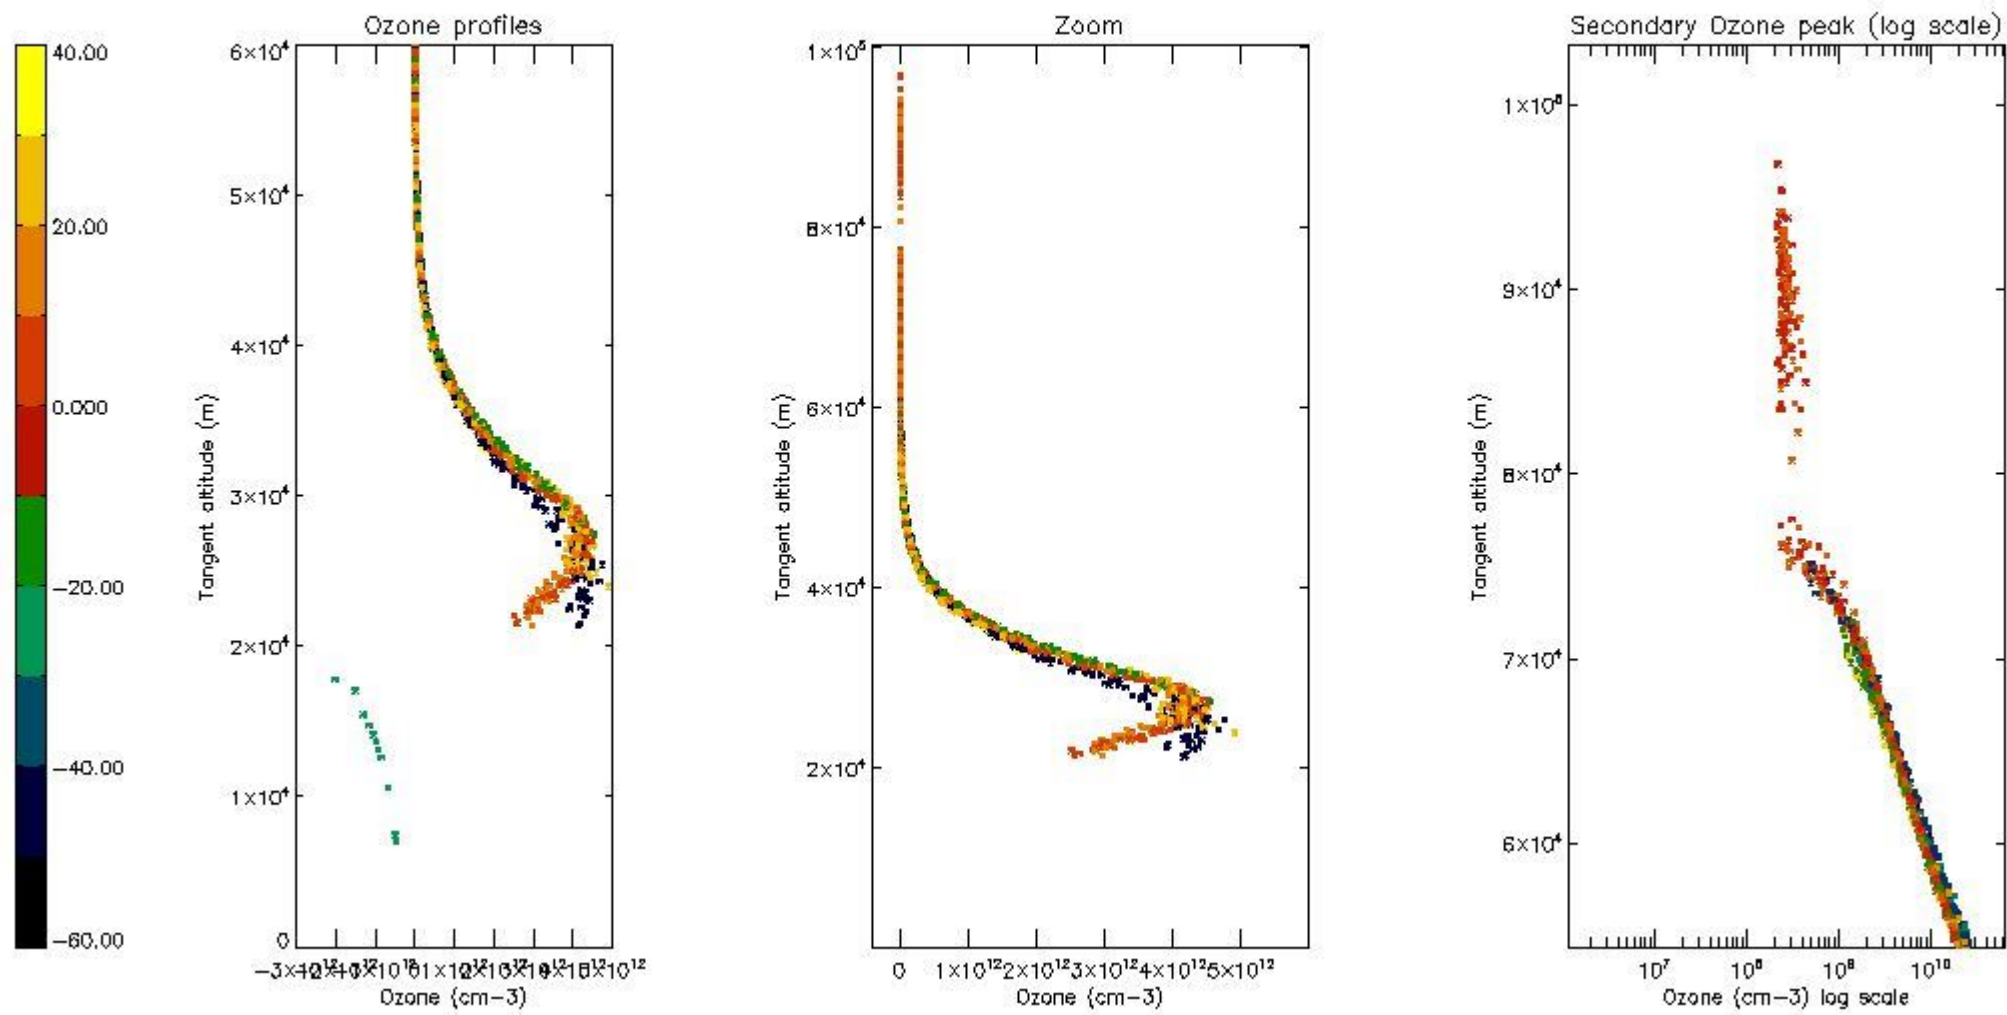 Ozone profiles
40.00
20.00
0.000
−20.00
−40.00
−60.00
6×10⁴
5×10⁴
4×10⁴
3×10⁴
2×10⁴
1×10⁴
0
Tangent altitude (m)
Ozone (cm−3)
Zoom
1×10⁵
8×10⁴
6×10⁴
4×10⁴
2×10⁴
Tangent altitude (m)
0 1×10¹² 2×10¹² 3×10¹² 4×10¹² 5×10¹²
Ozone (cm−3)
Secondary Ozone peak (log scale)
9×10⁴
8×10⁴
7×10⁴
6×10⁴
Tangent altitude (m)
10⁷ 10¹⁰
Ozone (cm−3) log scale